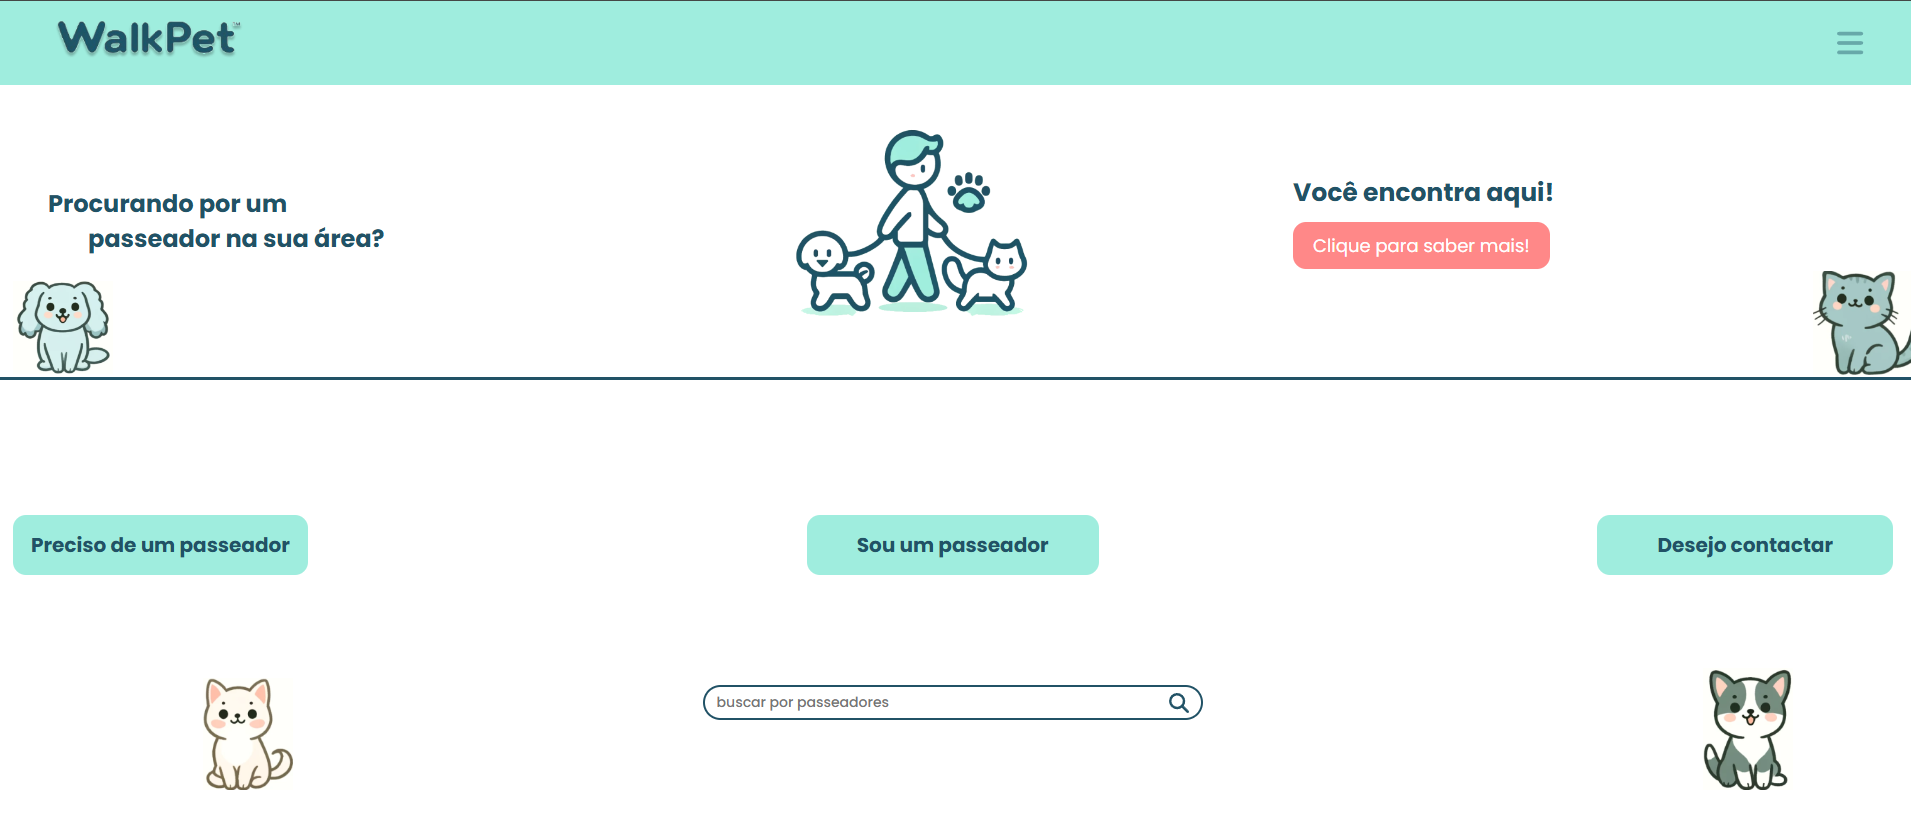 WalkPet™
Procurando por um
passeador na sua área?
Você encontra aqui!
Clique para saber mais!
Preciso de um passeador
Sou um passeador
Desejo contactar
buscar por passeadores